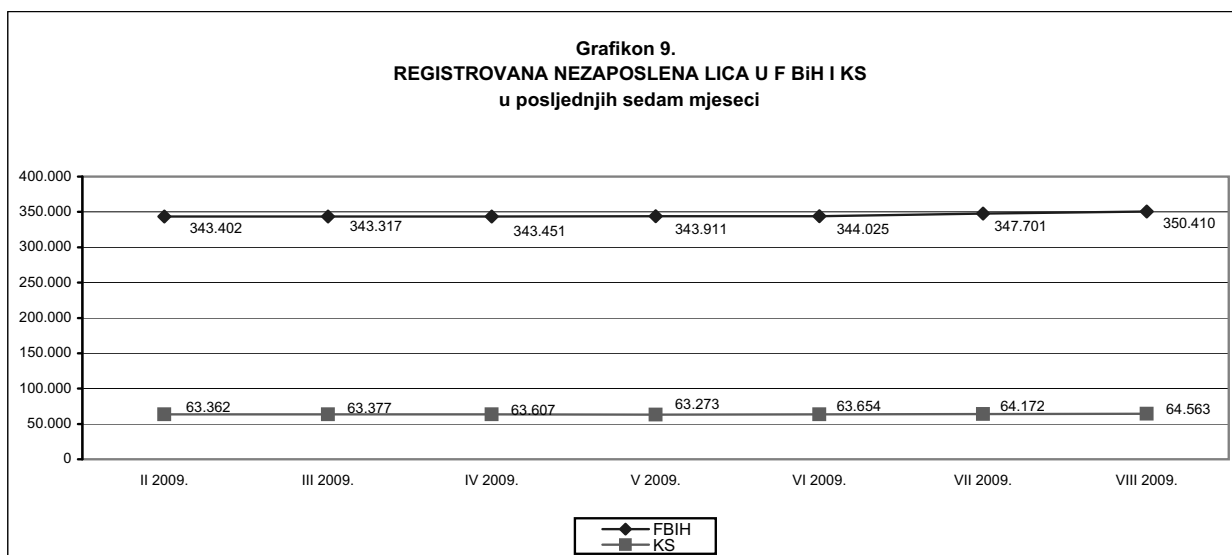 Grafikon 9.
REGISTROVANA NEZAPOSLENA LICA U F BiH I KS
u posljednjih sedam mjeseci
400.000
350.000
300.000
250.000
200.000
150.000
100.000
50.000
0
343.402 343.317 343.451 343.911 344.025 347.701 350.410
63.362 63.377 63.607 63.273 63.654 64.172 64.563
II 2009. III 2009. IV 2009. V 2009. VI 2009. VII 2009. VIII 2009.
FBIH
KS